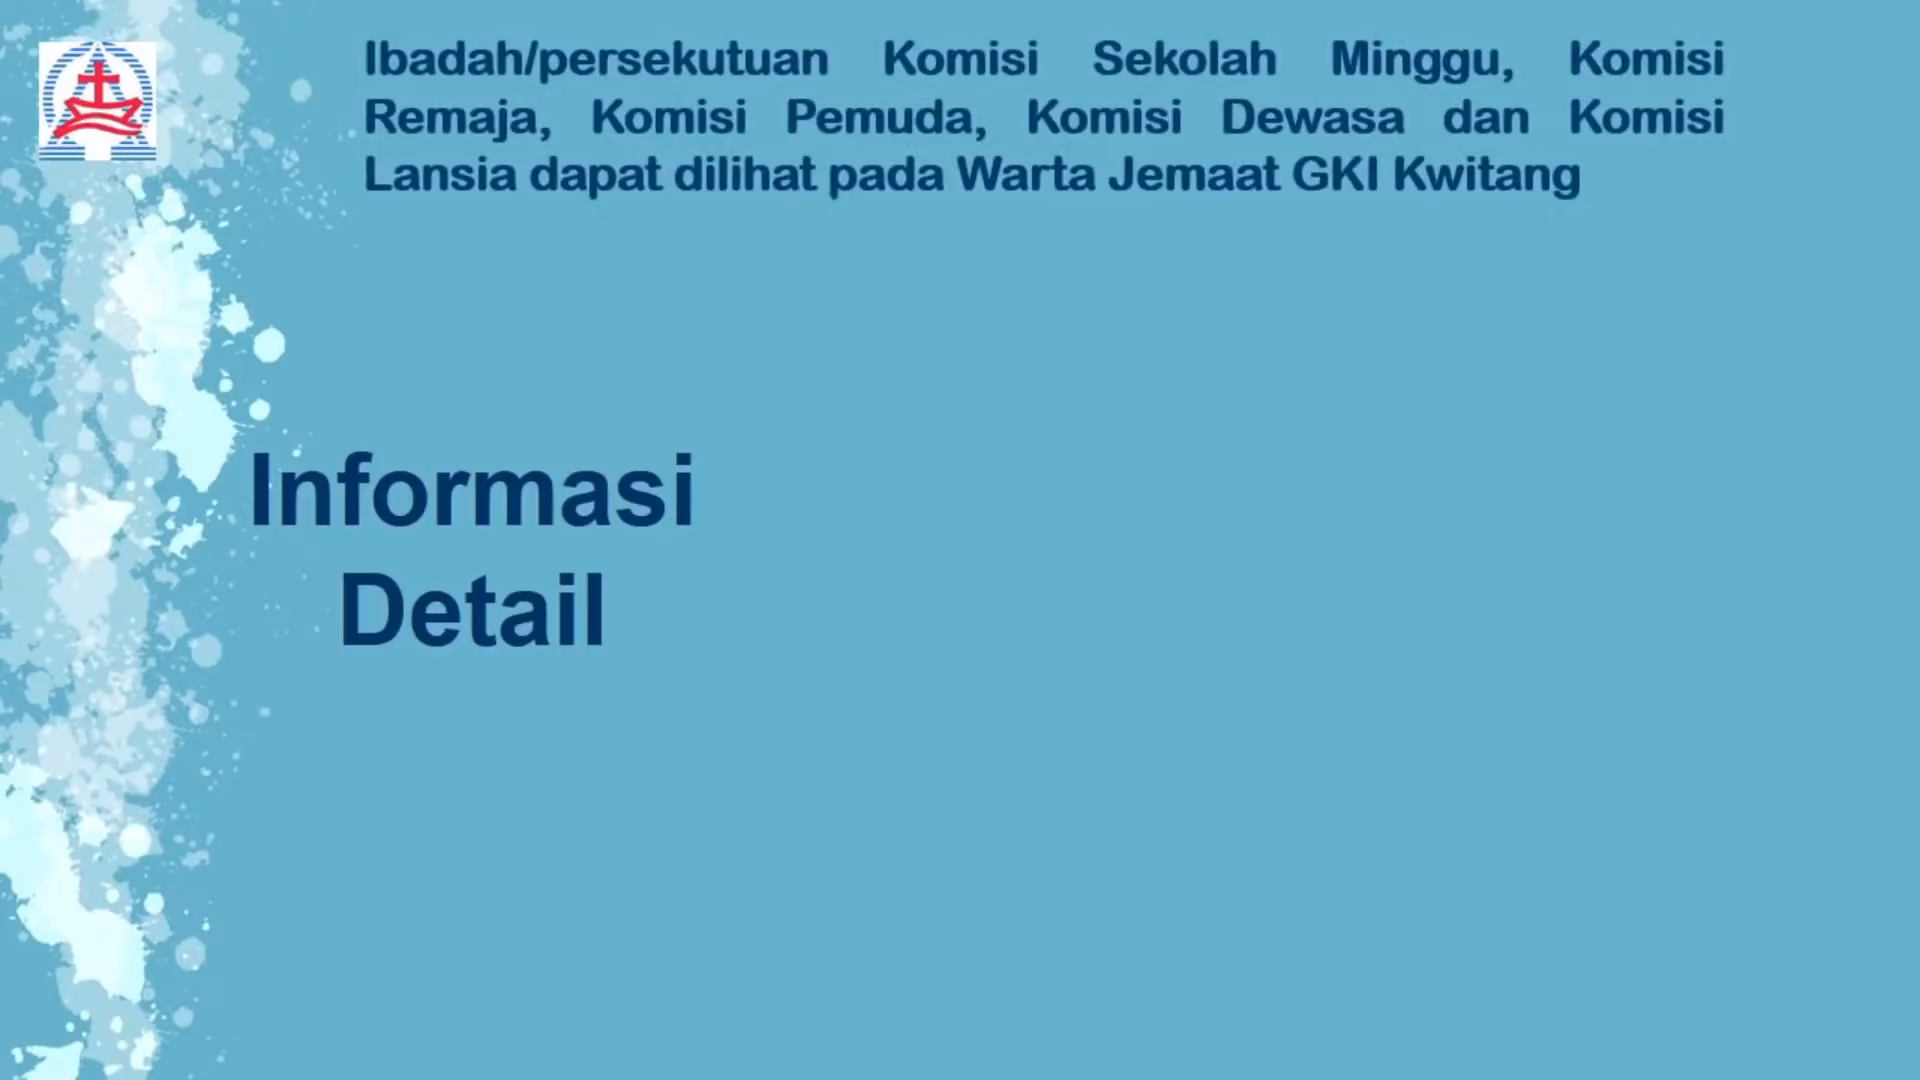 Ibadah/persekutuan Komisi Sekolah Minggu, Komisi
Remaja, Komisi Pemuda, Komisi Dewasa dan Komisi
Lansia dapat dilihat pada Warta Jemaat GKI Kwitang
Informasi
Detail